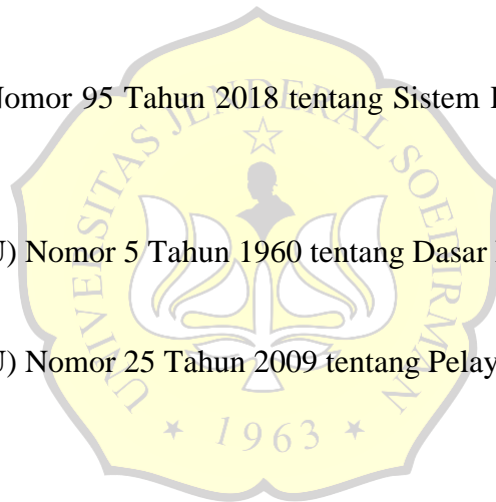 Nomor 95 Tahun 2018 tentang Sistem
U) Nomor 5 Tahun 1960 tentang Dasar
U) Nomor 25 Tahun 2009 tentang Pelay
UNIVERSITAS JENDERAL SOEDIRMAN
★ 1963 ★